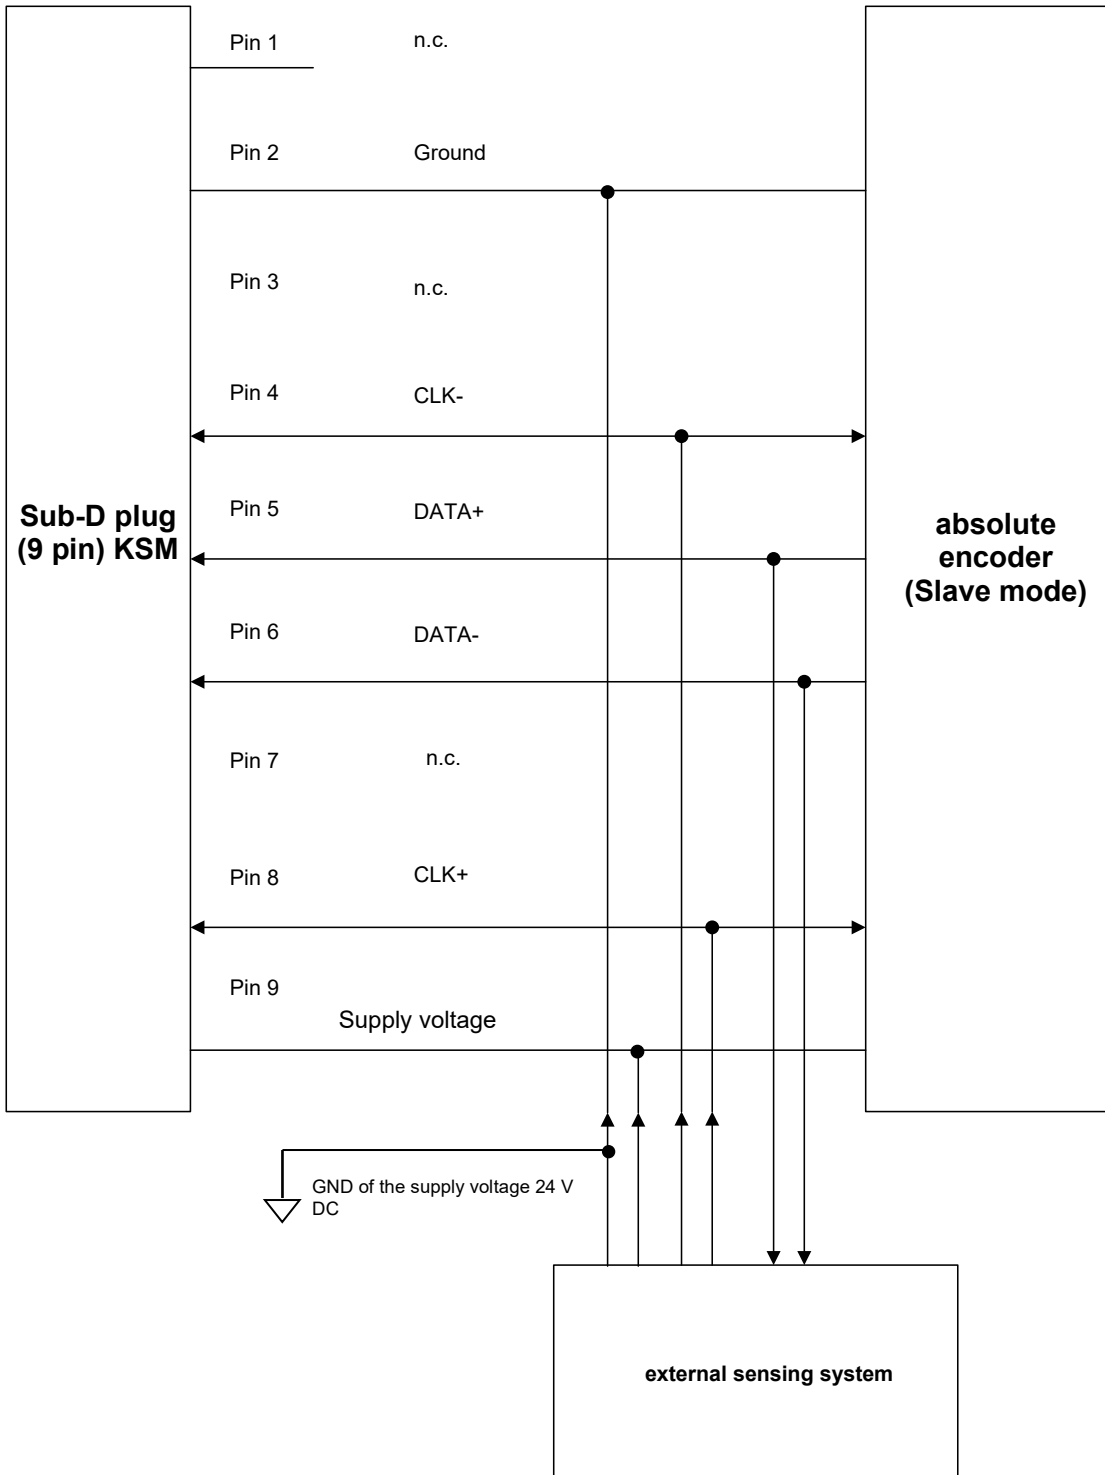 Pin 1 n.c.
Pin 2 Ground
Pin 3 n.c.
Pin 4 CLK-
Pin 5 DATA+
Sub-D plug
(9 pin) KSM
absolute
encoder
(Slave mode)
Pin 6 DATA-
Pin 7 n.c.
Pin 8 CLK+
Pin 9
Supply voltage
GND of the supply voltage 24 V
DC
external sensing system